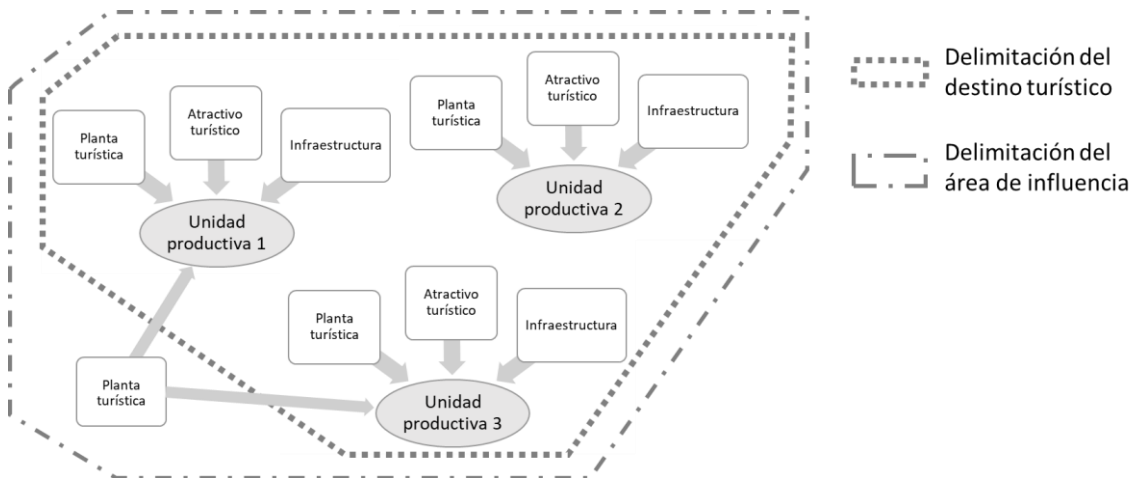 Planta
turística
Atractivo
turístico
Infraestructura
Unidad
productiva 1
Planta
turística
Atractivo
turístico
Infraestructura
Unidad
productiva 2
Planta
turística
Atractivo
turístico
Infraestructura
Unidad
productiva 3
Planta
turística
Delimitación del
destino turístico
Delimitación del
área de influencia